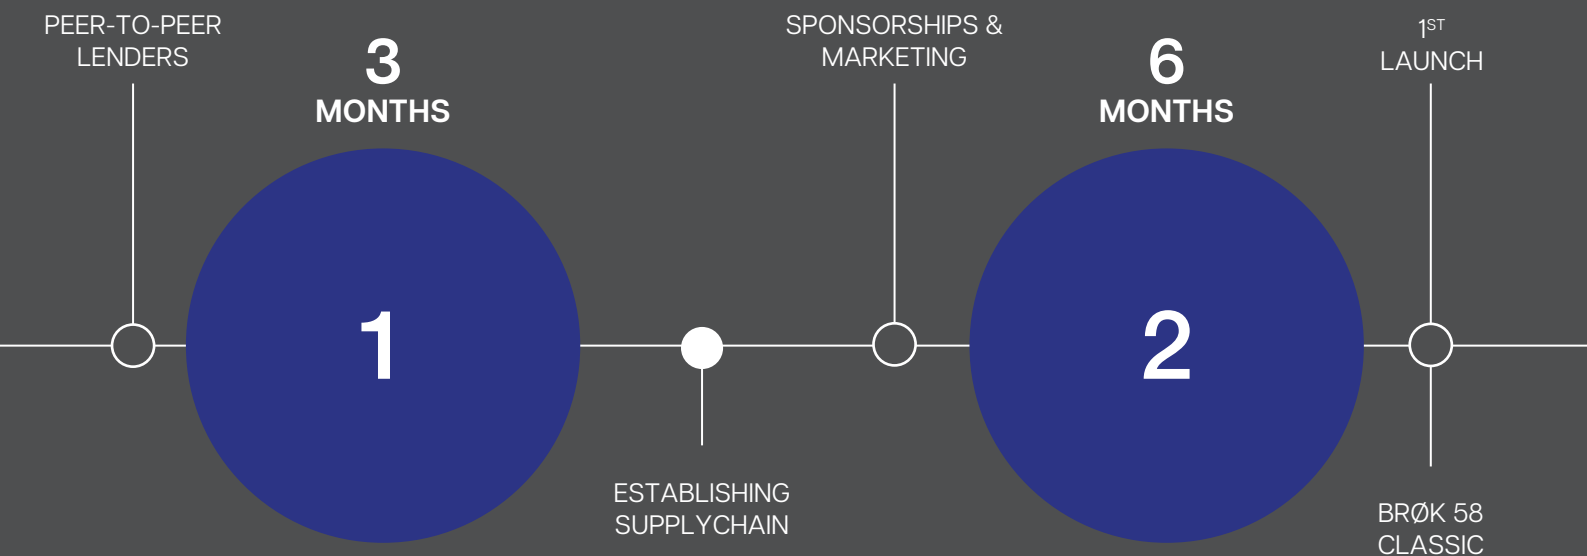 PEER-TO-PEER
LENDERS
3
MONTHS
1
ESTABLISHING
SUPPLYCHAIN
SPONSORSHIPS &
MARKETING
6
MONTHS
2
1ST
LAUNCH
BRØK 58
CLASSIC